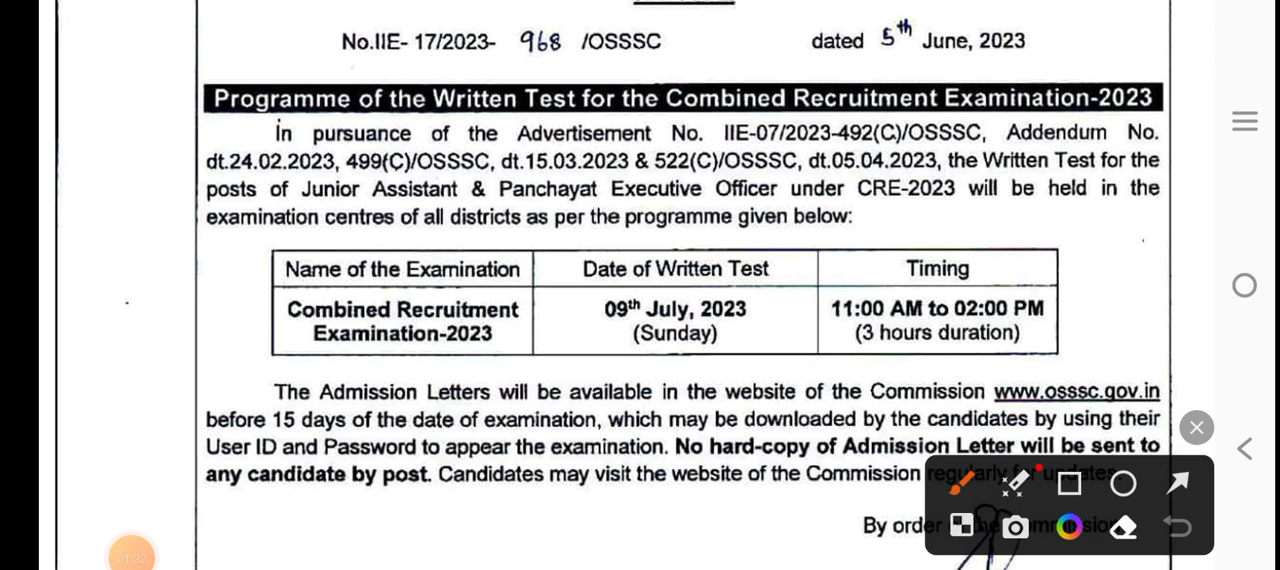 No.IIE- 17/2023- 968 /OSSSC dated 5th June, 2023
Programme of the Written Test for the Combined Recruitment Examination-2023
In pursuance of the Advertisement No. IIE-07/2023-492(C)/OSSSC, Addendum No.
dt.24.02.2023, 499(C)/OSSSC, dt.15.03.2023 & 522(C)/OSSSC, dt.05.04.2023, the Written Test for the
posts of Junior Assistant & Panchayat Executive Officer under CRE-2023 will be held in the
examination centres of all districts as per the programme given below:
Name of the Examination Date of Written Test Timing
Combined Recruitment 09th July, 2023 11:00 AM to 02:00 PM
Examination-2023 (Sunday) (3 hours duration)
The Admission Letters will be available in the website of the Commission www.osssc.gov.in
before 15 days of the date of examination, which may be downloaded by the candidates by using their
User ID and Password to appear the examination. No hard-copy of Admission Letter will be sent to
any candidate by post. Candidates may visit the website of the Commission regularly for updates.
By order of the Commission
01:32